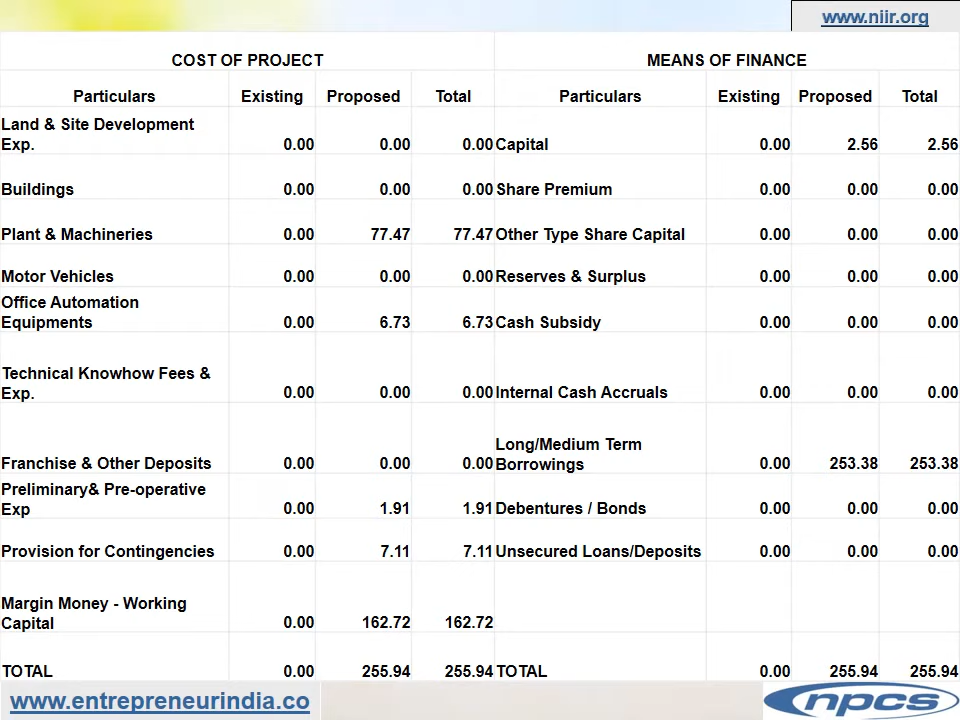 www.niir.org
COST OF PROJECT MEANS OF FINANCE
Particulars Existing Proposed Total Particulars Existing Proposed Total
Land & Site Development
Exp. 0.00 0.00 0.00 Capital 0.00 2.56 2.56
Buildings 0.00 0.00 0.00 Share Premium 0.00 0.00 0.00
Plant & Machineries 0.00 77.47 77.47 Other Type Share Capital 0.00 0.00 0.00
Motor Vehicles 0.00 0.00 0.00 Reserves & Surplus 0.00 0.00 0.00
Office Automation
Equipments 0.00 6.73 6.73 Cash Subsidy 0.00 0.00 0.00
Technical Knowhow Fees &
Exp. 0.00 0.00 0.00 Internal Cash Accruals 0.00 0.00 0.00
Long/Medium Term
Franchise & Other Deposits 0.00 0.00 0.00 Borrowings 0.00 253.38 253.38
Preliminary& Pre-operative
Exp 0.00 1.91 1.91 Debentures / Bonds 0.00 0.00 0.00
Provision for Contingencies 0.00 7.11 7.11 Unsecured Loans/Deposits 0.00 0.00 0.00
Margin Money - Working
Capital 0.00 162.72 162.72
TOTAL 0.00 255.94 255.94 TOTAL 0.00 255.94 255.94
www.entrepreneurindia.co npcs